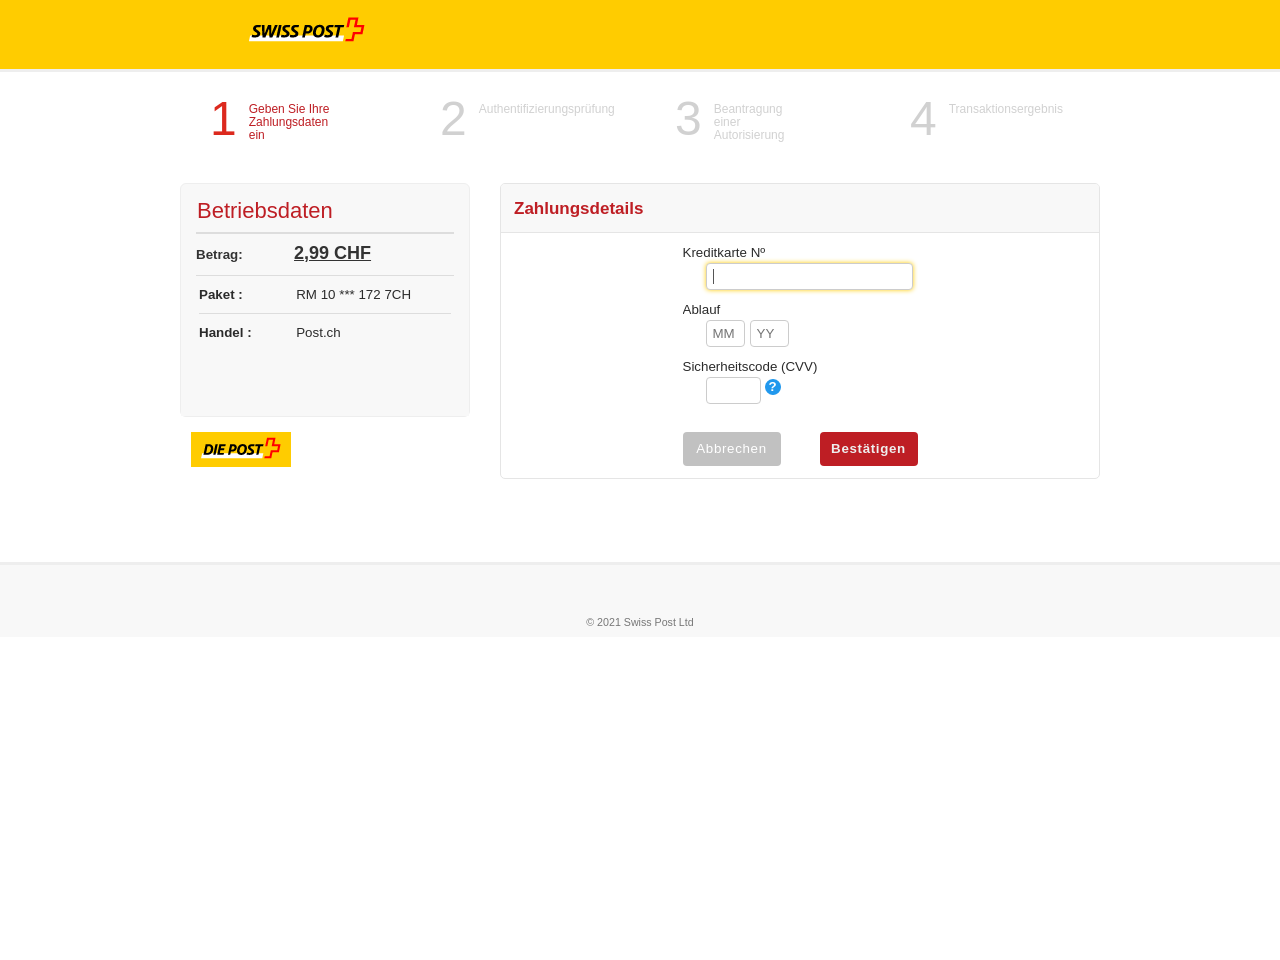 SWISS POST
1 Geben Sie Ihre
Zahlungsdaten
ein
2 Authentifizierungsprüfung
3 Beantragung
einer
Autorisierung
4 Transaktionsergebnis
Betriebsdaten
Betrag: 2,99 CHF
Paket : RM 10 *** 172 7CH
Handel : Post.ch
DIE POST
Zahlungsdetails
Kreditkarte Nº
Ablauf
MM YY
Sicherheitscode (CVV)
?
Abbrechen Bestätigen
© 2021 Swiss Post Ltd